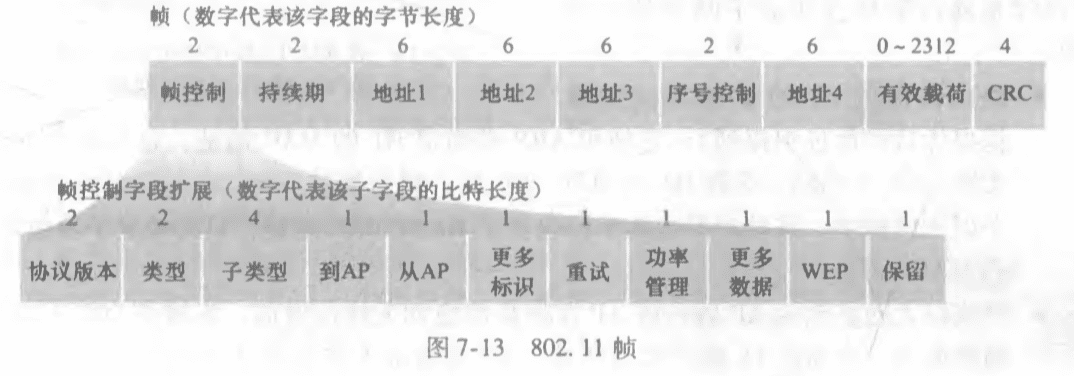 帧（数字代表该字段的字节长度）
2 2 6 6 6 2 6 0~2312 4
帧控制 持续期 地址1 地址2 地址3 序号控制 地址4 有效载荷 CRC
帧控制字段扩展（数字代表该子字段的比特长度）
2 2 4 1 1 1 1 1 1 1 1
协议版本 类型 子类型 到AP 从AP 更多标识 重试 功率管理 更多数据 WEP 保留
图 7-13 802.11 帧